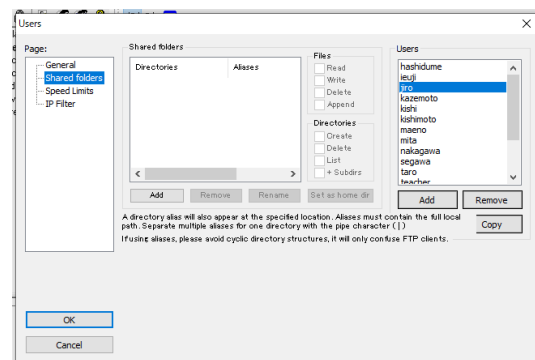 Users
Page:
General
Shared folders
Speed Limits
IP Filter
Shared folders
Directories
Aliases
Files
Read
Write
Delete
Append
Directories
Create
Delete
List
+ Subdirs
Add
Remove
Rename
Set as home dir
A directory alias will also appear at the specified location. Aliases must contain the full local
path. Separate multiple aliases for one directory with the pipe character (|)
If using aliases, please avoid cyclic directory structures, it will only confuse FTP clients.
Users
hashidume
ieuji
jiro
kazemoto
kishi
kishimoto
maeno
mita
nakagawa
segawa
taro
teacher
Add
Remove
Copy
OK
Cancel